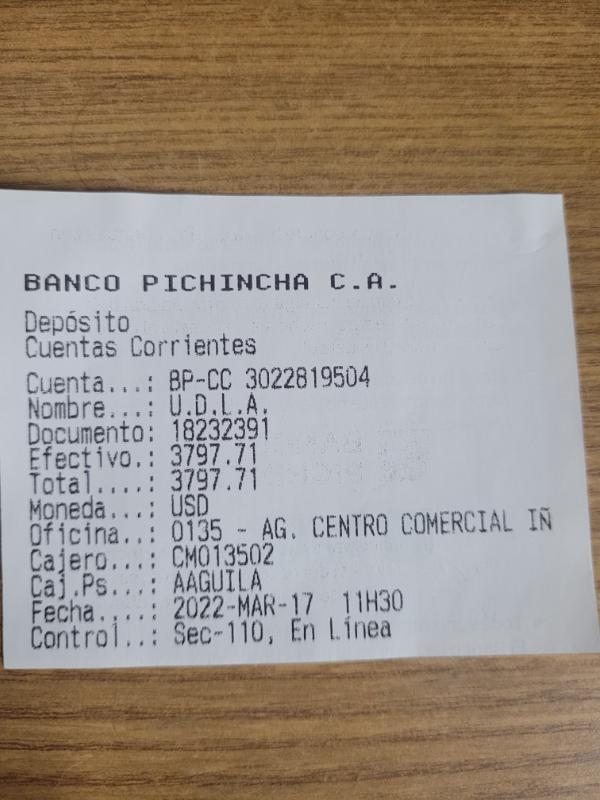 BANCO PICHINCHA C.A.
Depósito
Cuentas Corrientes
Cuenta...: BP-CC 3022819504
Nombre...: U.D.L.A.
Documento: 18232391
Efectivo.: 3797.71
Total....: 3797.71
Moneda...: USD
Oficina..: 0135 - AG. CENTRO COMERCIAL IÑ
Cajero...: CM013502
Caj.Ps...: AAGUILA
Fecha....: 2022-MAR-17 11H30
Control..: Sec-110, En Línea